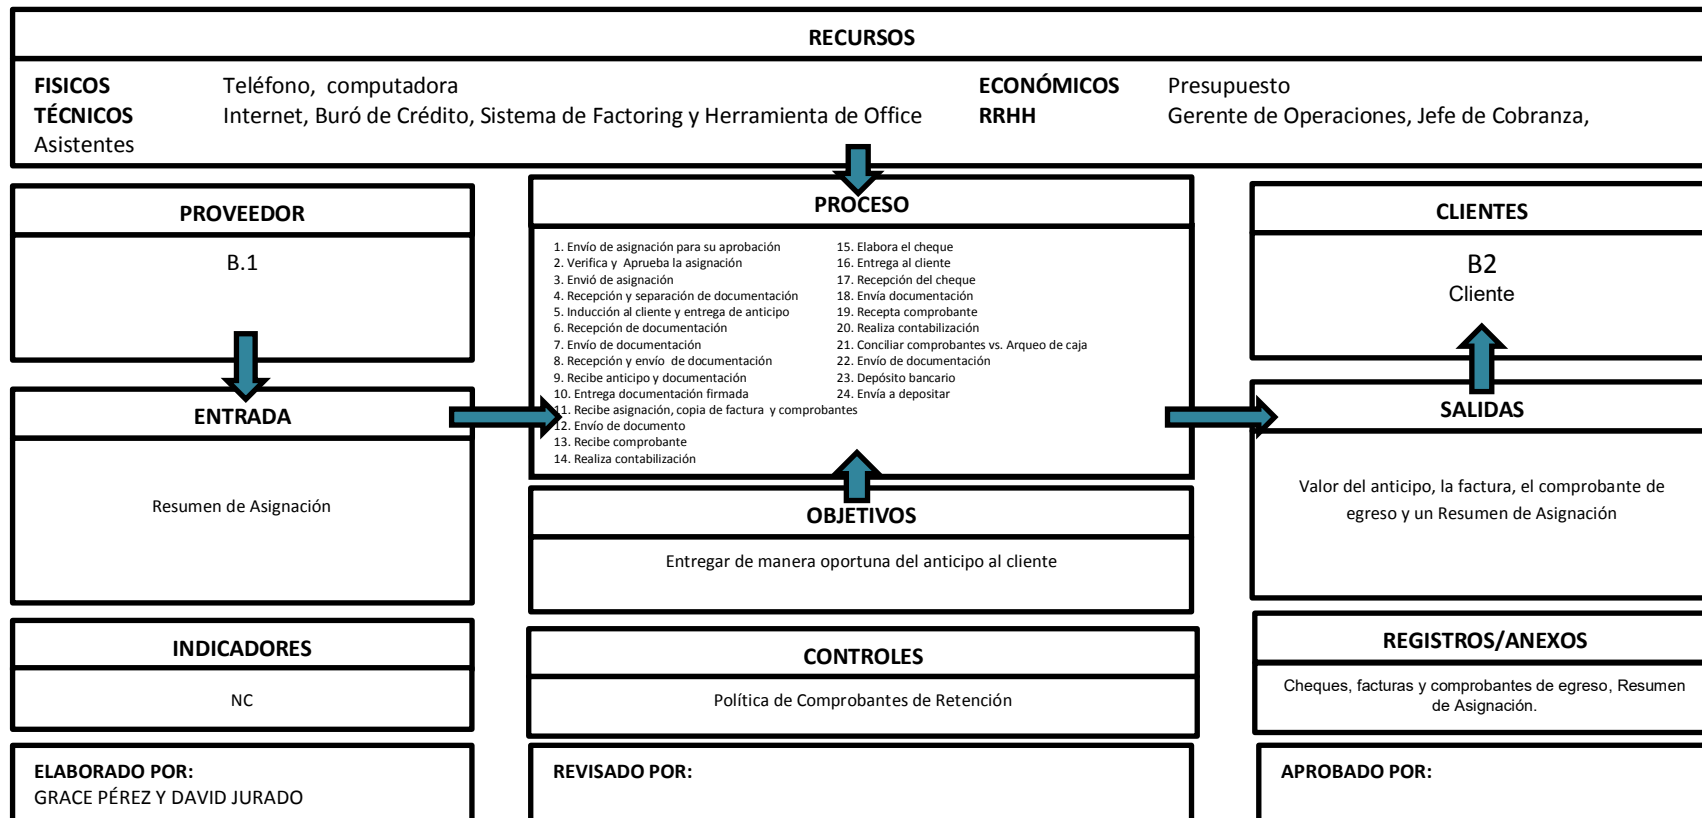 RECURSOS
FISICOS Teléfono, computadora ECONÓMICOS Presupuesto
TÉCNICOS Internet, Buró de Crédito, Sistema de Factoring y Herramienta de Office RRHH Gerente de Operaciones, Jefe de Cobranza,
Asistentes
PROVEEDOR
B.1
PROCESO
1. Envío de asignación para su aprobación
2. Verifica y Aprueba la asignación
3. Envió de asignación
4. Recepción y separación de documentación
5. Inducción al cliente y entrega de anticipo
6. Recepción de documentación
7. Envío de documentación
8. Recepción y envío de documentación
9. Recibe anticipo y documentación
10. Entrega documentación firmada
11. Recibe asignación, copia de factura y comprobantes
12. Envío de documento
13. Recibe comprobante
14. Realiza contabilización
15. Elabora el cheque
16. Entrega al cliente
17. Recepción del cheque
18. Envía documentación
19. Recepta comprobante
20. Realiza contabilización
21. Conciliar comprobantes vs. Arqueo de caja
22. Envío de documentación
23. Depósito bancario
24. Envía a depositar
CLIENTES
B2
Cliente
ENTRADA
Resumen de Asignación
OBJETIVOS
Entregar de manera oportuna del anticipo al cliente
SALIDAS
Valor del anticipo, la factura, el comprobante de
egreso y un Resumen de Asignación
INDICADORES
NC
CONTROLES
Política de Comprobantes de Retención
REGISTROS/ANEXOS
Cheques, facturas y comprobantes de egreso, Resumen
de Asignación.
ELABORADO POR:
GRACE PÉREZ Y DAVID JURADO
REVISADO POR:
APROBADO POR: